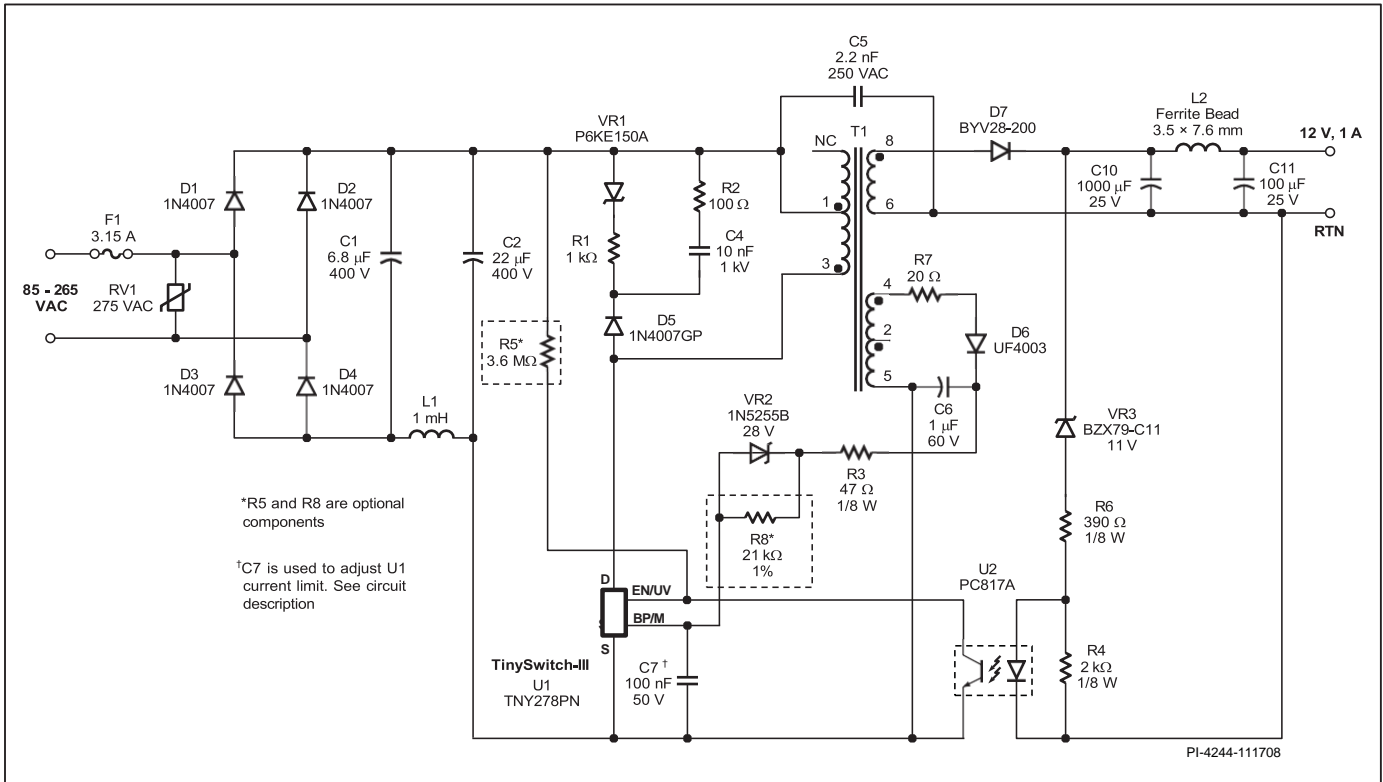 C5
2.2 nF
250 VAC
VR1
P6KE150A
NC
T1
8
D7
BYV28-200
L2
Ferrite Bead
3.5 × 7.6 mm
12 V, 1 A
D1
1N4007
D2
1N4007
F1
3.15 A
C1
6.8 µF
400 V
C2
22 µF
400 V
R2
100 Ω
R1
1 kΩ
C4
10 nF
1 kV
1
3
6
C10
1000 µF
25 V
C11
100 µF
25 V
RTN
85 - 265
VAC
RV1
275 VAC
R7
20 Ω
4
2
5
D6
UF4003
D5
1N4007GP
R5*
3.6 MΩ
D3
1N4007
D4
1N4007
L1
1 mH
C6
1 µF
60 V
VR2
1N5255B
28 V
VR3
BZX79-C11
11 V
R3
47 Ω
1/8 W
R8*
21 kΩ
1%
R6
390 Ω
1/8 W
*R5 and R8 are optional
components
†C7 is used to adjust U1
current limit. See circuit
description
D
EN/UV
BP/M
S
TinySwitch-III
U1
TNY278PN
C7 †
100 nF
50 V
U2
PC817A
R4
2 kΩ
1/8 W
PI-4244-111708